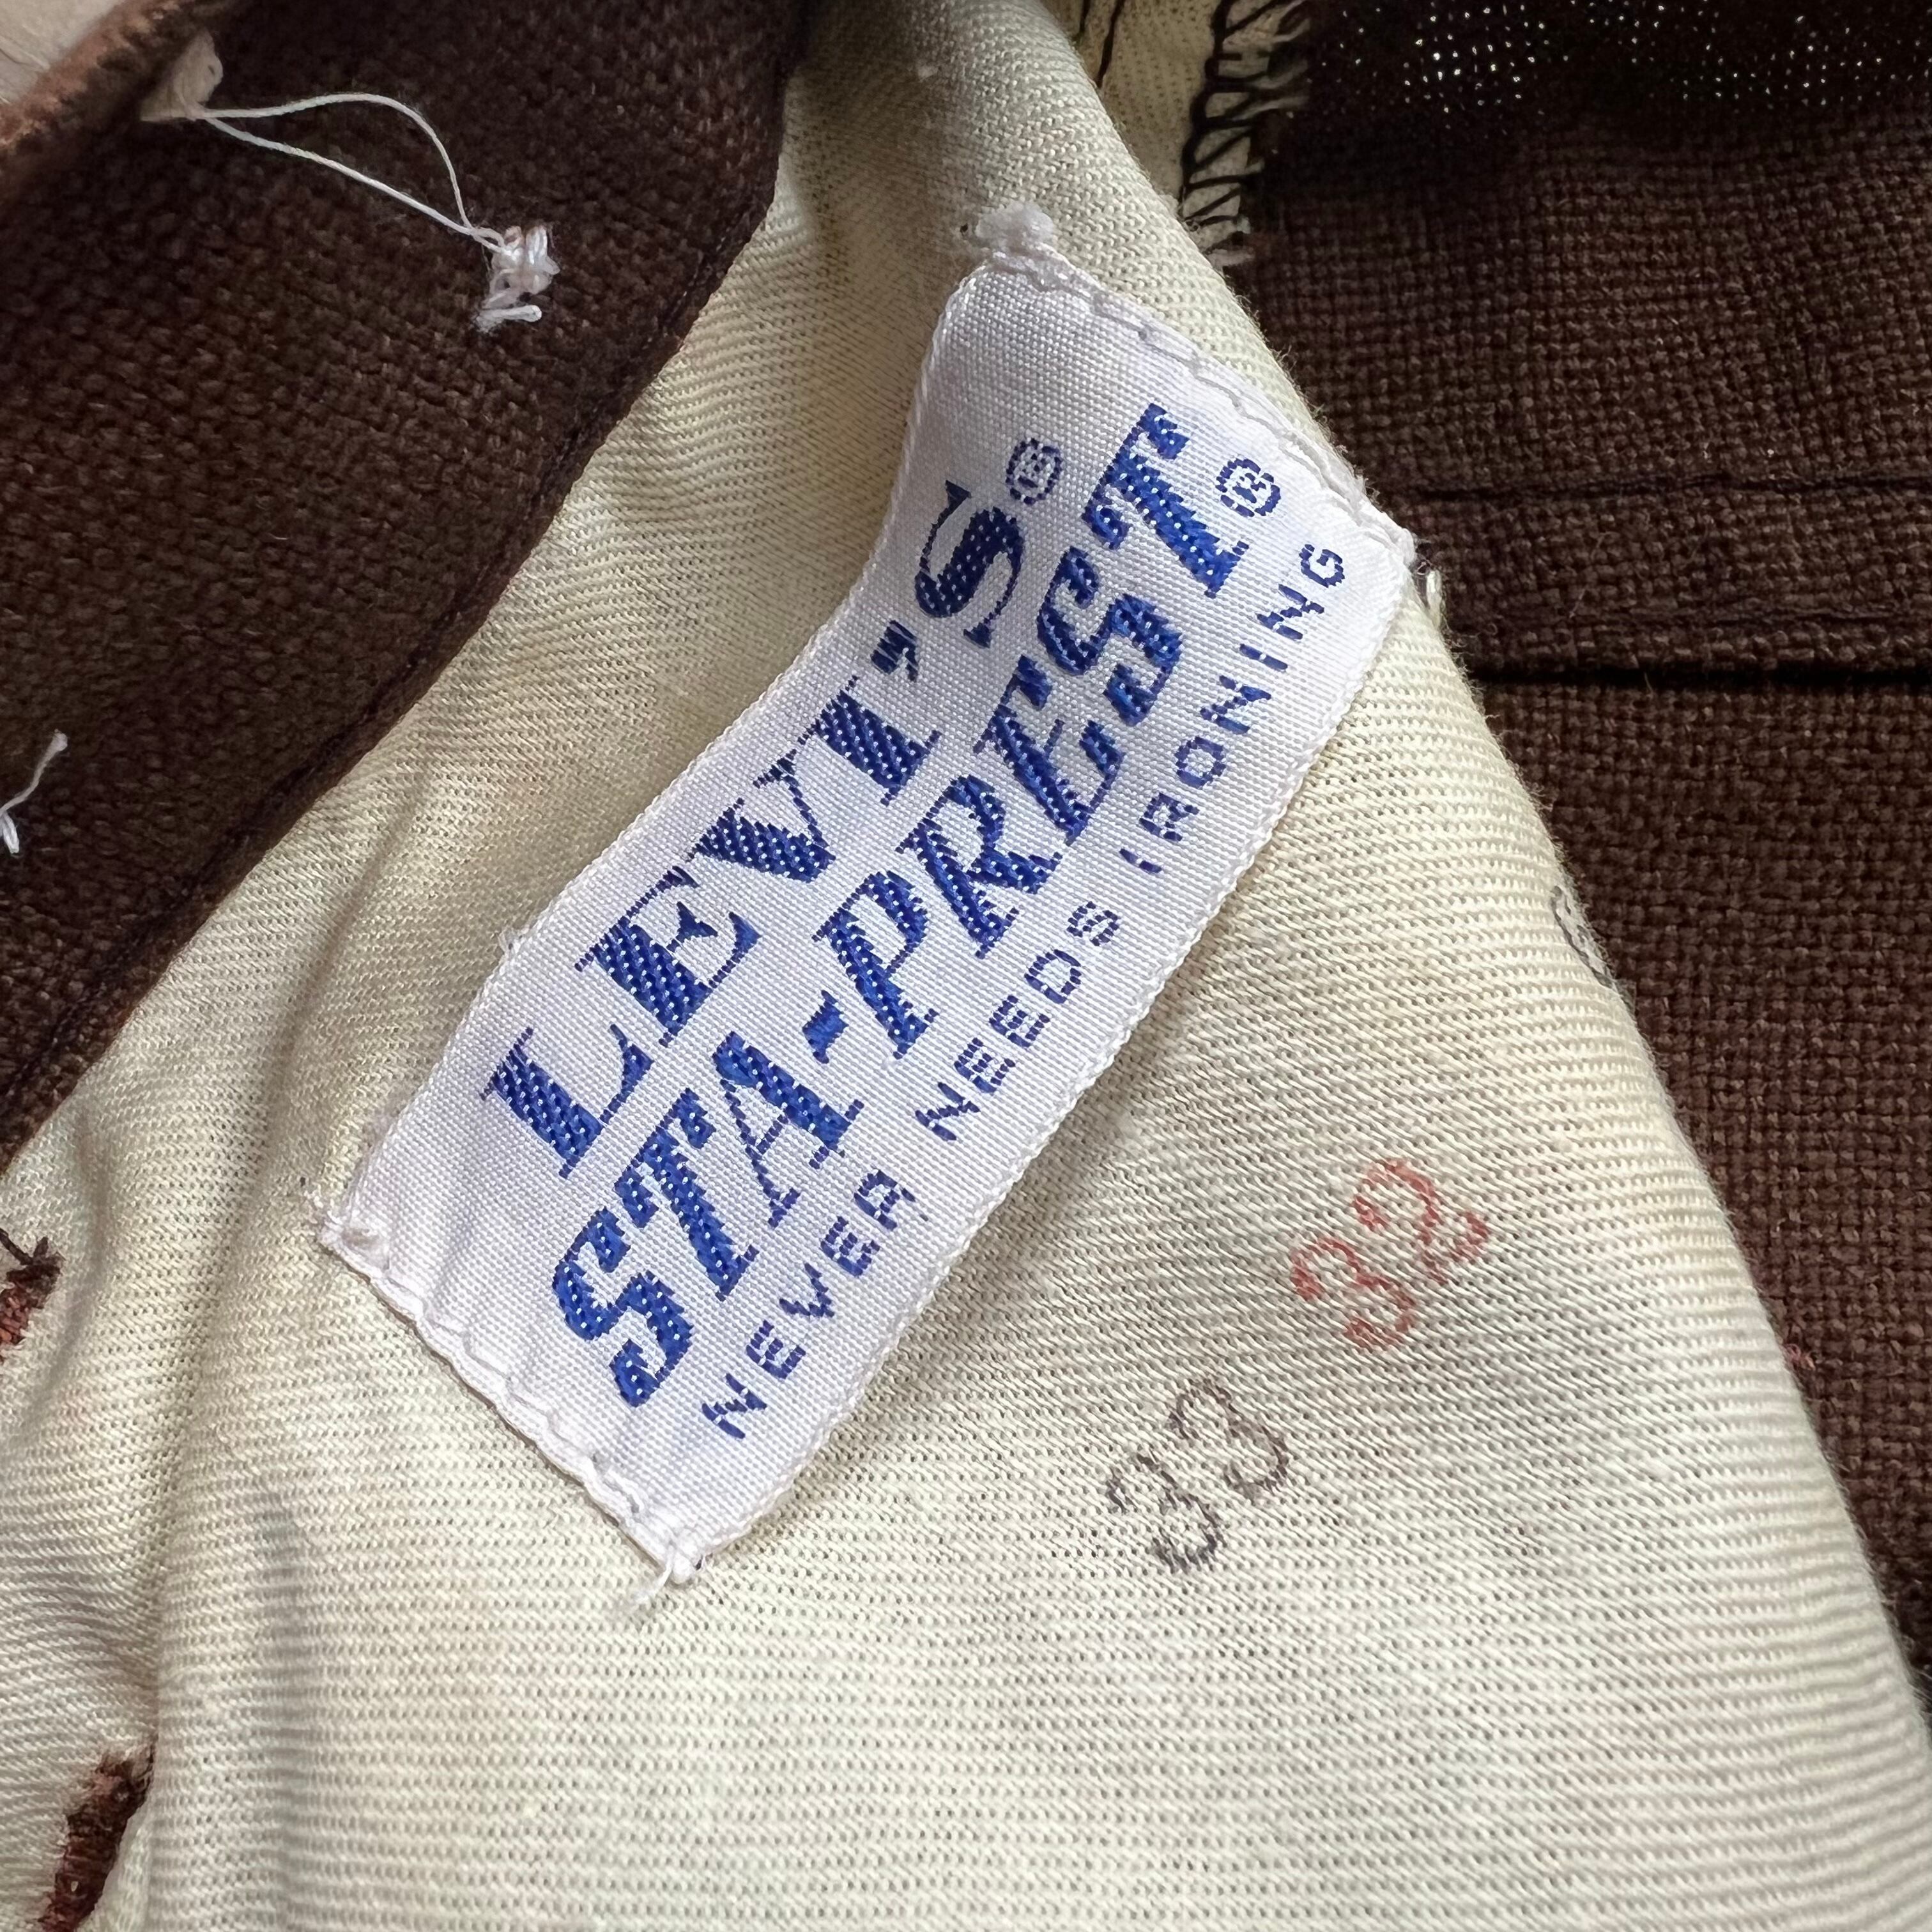 LEVI'S®
STA-PREST®
NEVER NEEDS IRONING
32
33